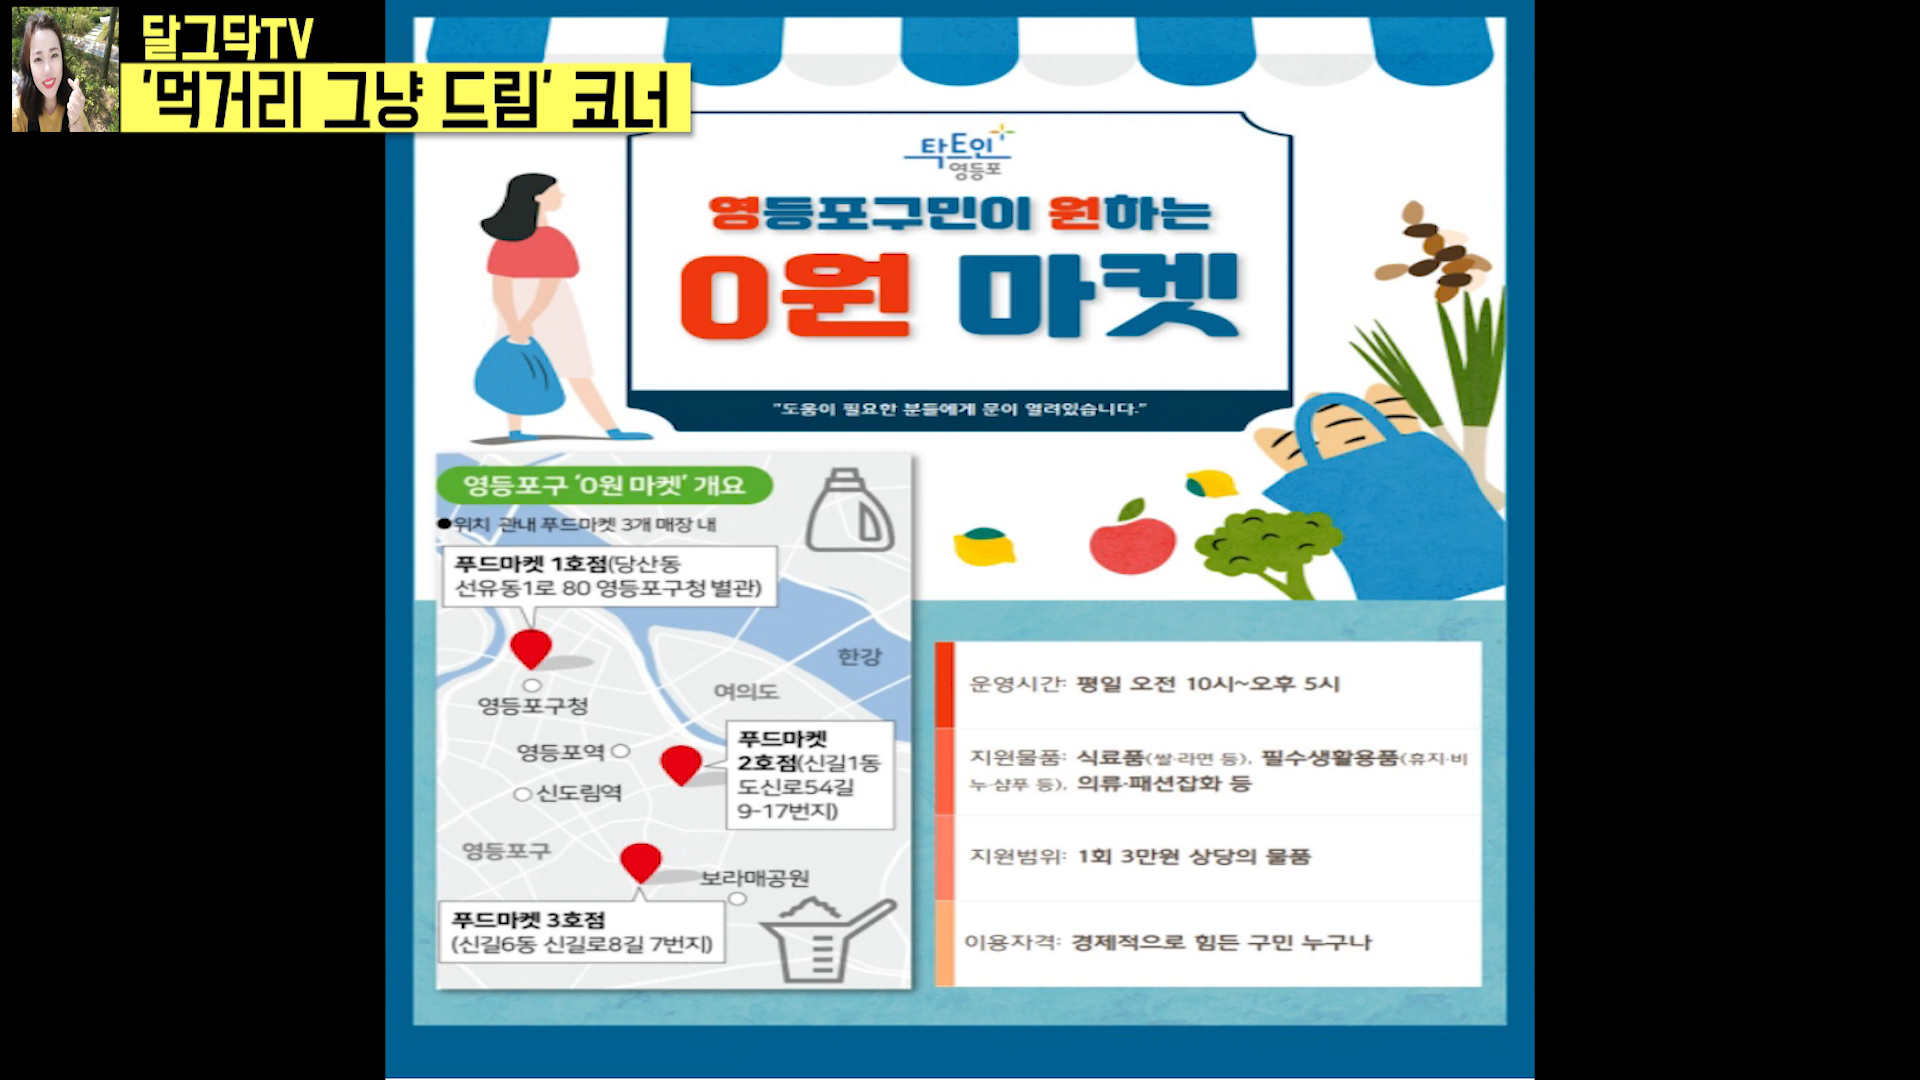 달그닥TV
'먹거리 그냥 드림' 코너
탁트인
영등포
영등포구민이 원하는
0원 마켓
"도움이 필요한 분들에게 문이 열려있습니다."
영등포구 '0원 마켓' 개요
●위치 관내 푸드마켓 3개 매장 내
푸드마켓 1호점(당산동
선유동1로 80 영등포구청 별관)
한강
여의도
영등포구청
영등포역
신도림역
푸드마켓
2호점(신길1동
도신로54길
9-17번지)
영등포구
보라매공원
푸드마켓 3호점
(신길6동 신길로8길 7번지)
운영시간: 평일 오전 10시~오후 5시
지원물품: 식료품(쌀·라면 등), 필수생활용품(휴지·비
누·샴푸 등), 의류·패션잡화 등
지원범위: 1회 3만원 상당의 물품
이용자격: 경제적으로 힘든 구민 누구나